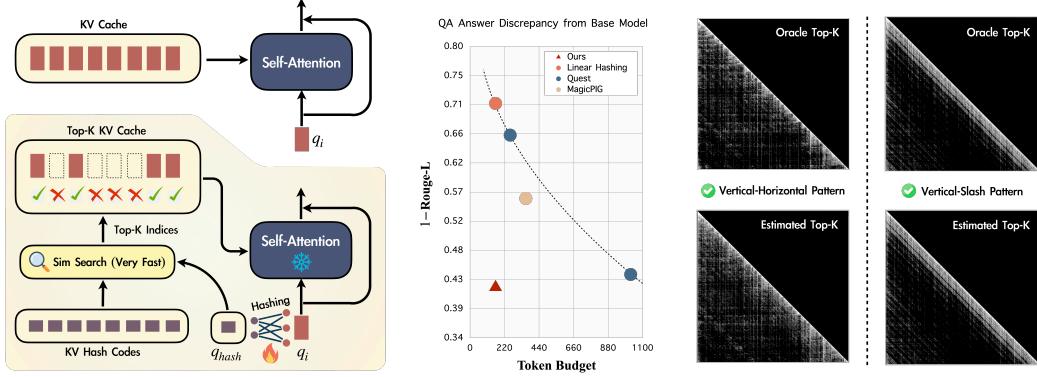 KV Cache
Self-Attention
qi
Top-K KV Cache
Top-K Indices
Sim Search (Very Fast)
Self-Attention
Hashing
KV Hash Codes
qhash
qi
QA Answer Discrepancy from Base Model
0.80
0.75
0.71
0.66
0.62
0.57
0.52
0.48
0.43
0.39
0.34
1−Rouge-L
Ours
Linear Hashing
Quest
MagicPIG
0 220 440 660 880 1100
Token Budget
Oracle Top-K
Oracle Top-K
Vertical-Horizontal Pattern
Vertical-Slash Pattern
Estimated Top-K
Estimated Top-K